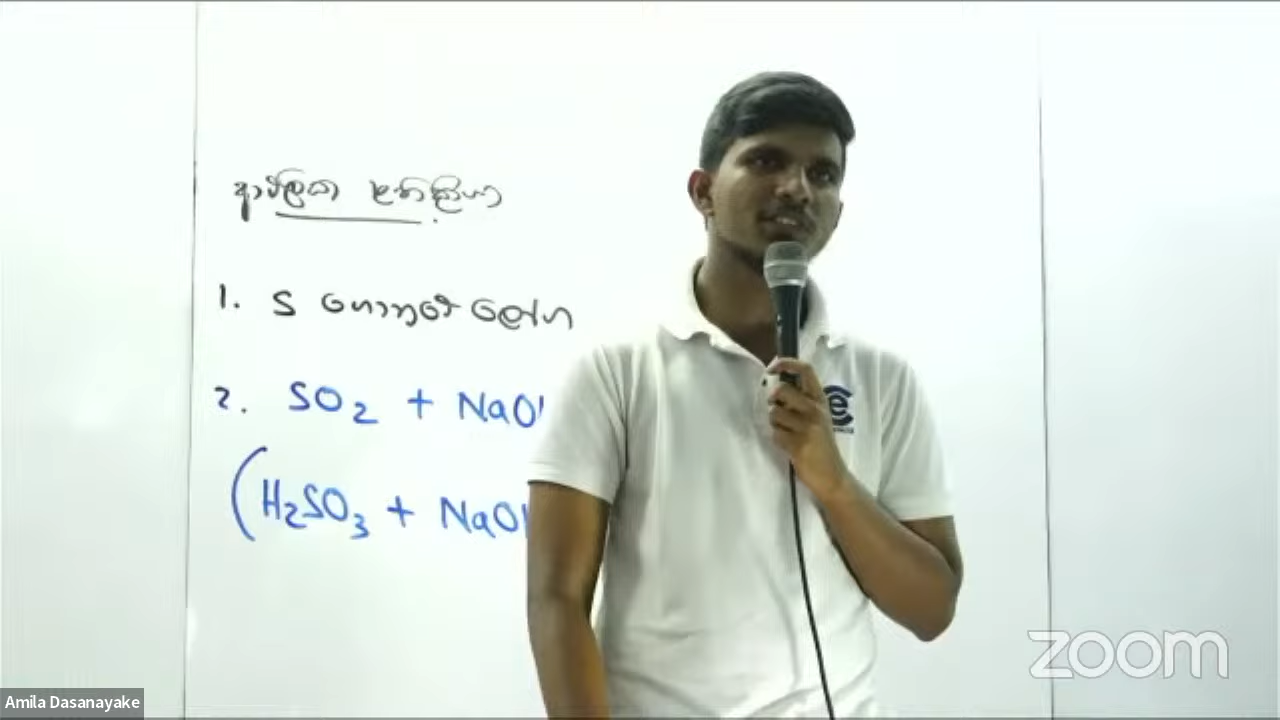 ආම්ලික ප්‍රතික්‍රියා
1. S
2. SO₂ + NaO
(H₂SO₃ + NaO
e
zoom
Amila Dasanayake